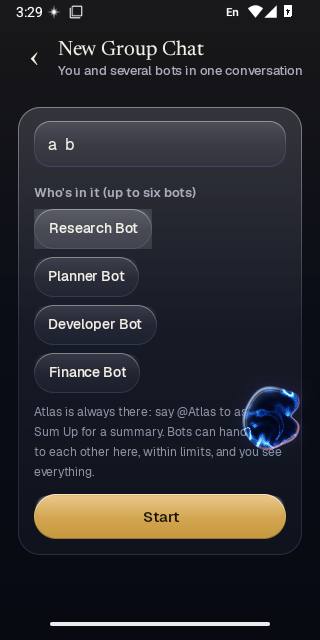 3:29
En
New Group Chat
You and several bots in one conversation
a b
Who's in it (up to six bots)
Research Bot
Planner Bot
Developer Bot
Finance Bot
Atlas is always there: say @Atlas to
Sum Up for a summary. Bots can
to each other here, within limits, and you see
everything.
Start